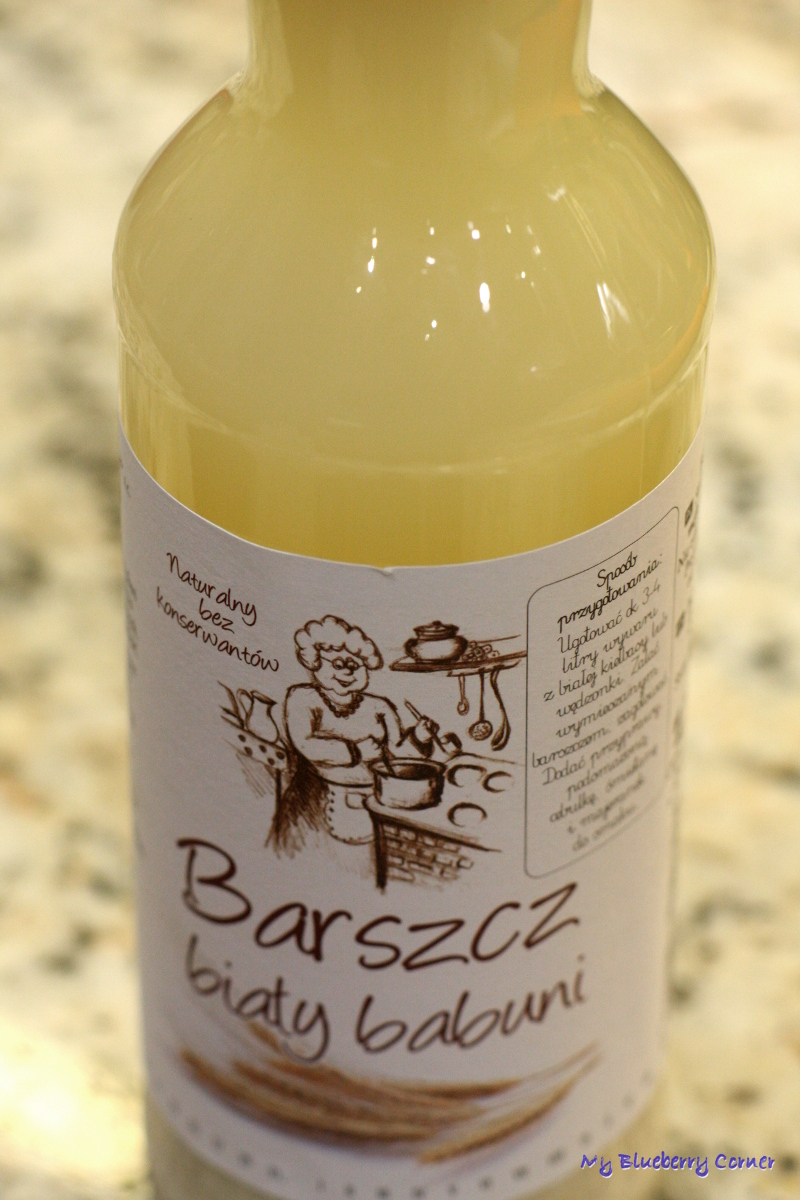 Naturalny
bez
konserwantów
Sposób
przygotowania:
Ugotować ok. 3-4
litry wywaru
z białej kiełbasy lub
wędzonki. Zalać
wymieszanym
barszczem, zagotować.
Dodać przyprawy
podsmażoną
cebulkę, śmietanę
i majeranek
do smaku.
Barszcz
biały babuni
My Blueberry Corner